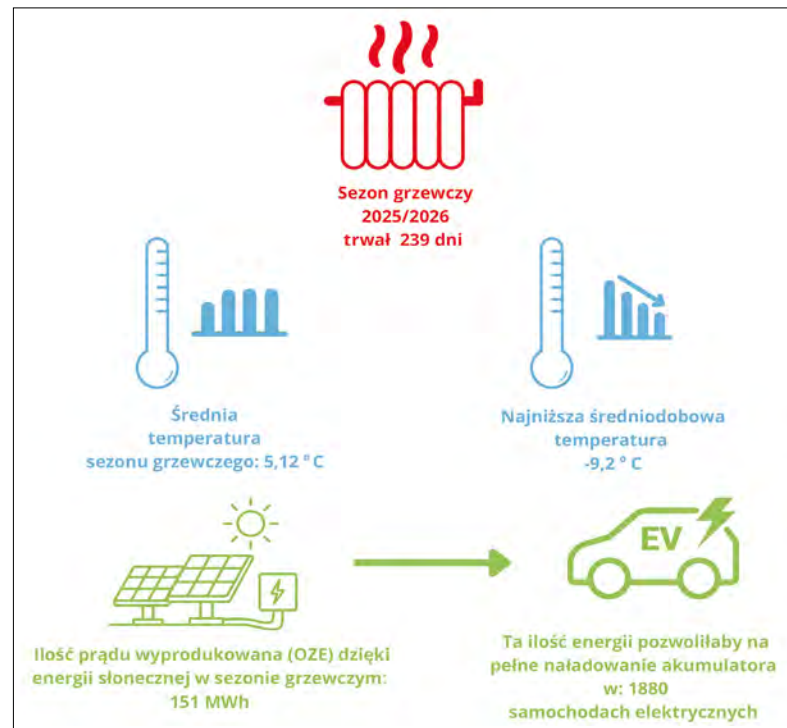 Sezon grzewczy
2025/2026
trwał 239 dni
Średnia
temperatura
sezonu grzewczego: 5,12 ° C
Najniższa średniodobowa
temperatura
-9,2 ° C
EV
Ilość prądu wyprodukowana (OZE) dzięki
energii słonecznej w sezonie grzewczym:
151 MWh
Ta ilość energii pozwoliłaby na
pełne naładowanie akumulatora
w: 1880
samochodach elektrycznych